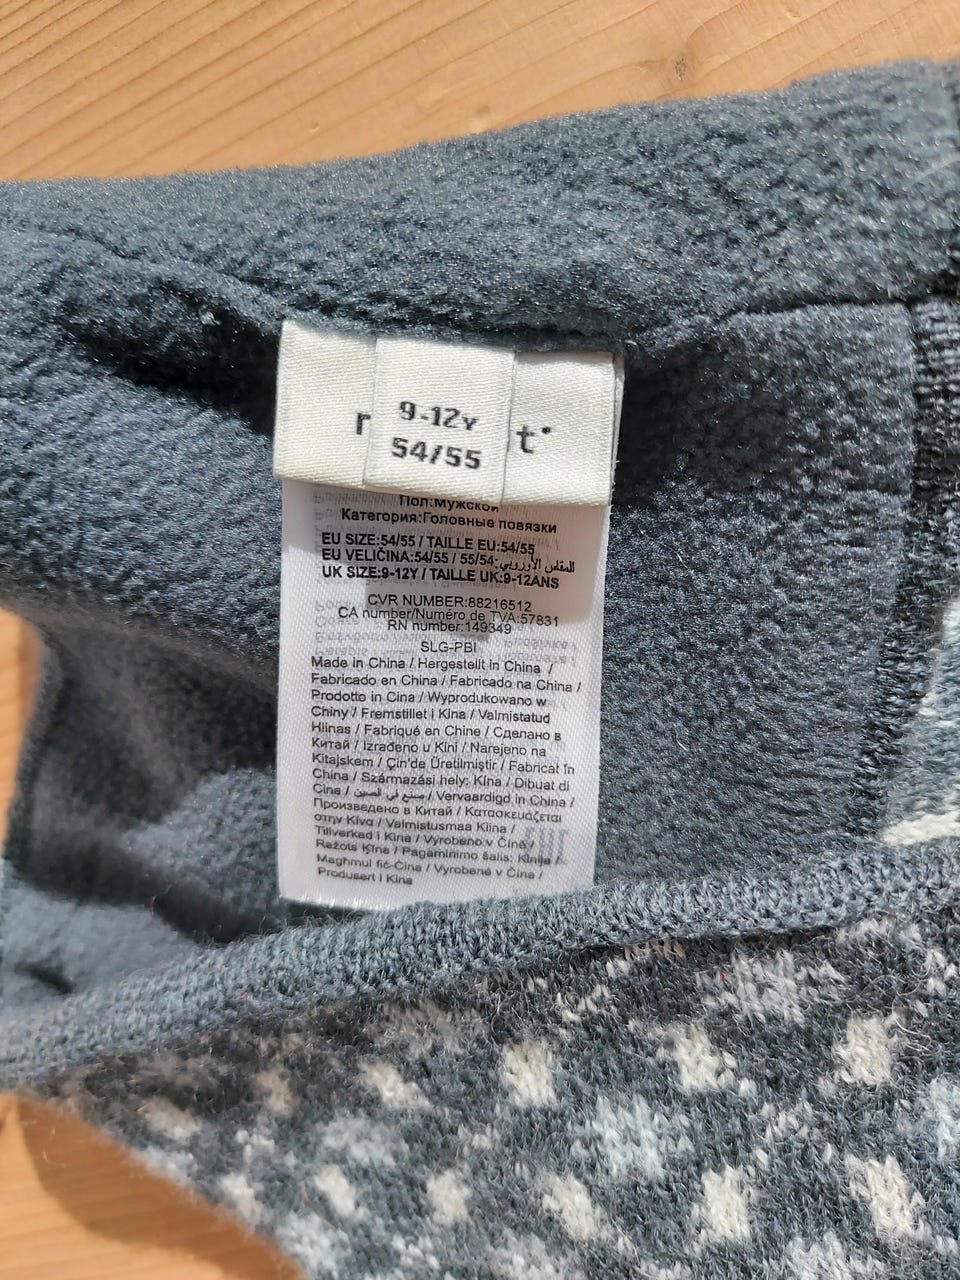 9-12y
54/55
r
t
Пол:Мужской
Категория:Головные повязки
EU SIZE:54/55 / TAILLE EU:54/55
EU VELIČINA:54/55 / 55/54:المقاس الأوروبي
UK SIZE:9-12Y / TAILLE UK:9-12ANS
CVR NUMBER:88216512
CA number/Numéro de TVA:57831
RN number:149349
SLG-PBI
Made in China / Hergestellt in China /
Fabricado en China / Fabricado na China /
Prodotto in Cina / Wyprodukowano w
Chiny / Fremstillet i Kina / Valmistatud
Hiinas / Fabriqué en Chine / Сделано в
Китай / Izrađeno u Kini / Narejeno na
Kitajskem / Çin'de Üretilmiştir / Fabricat în
China / Származási hely: Kína / Dibuat di
Cina / صنع في الصين / Vervaardigd in China /
Произведено в Китай / Κατασκευάζεται
στην Κίνα / Valmistusmaa Kiina /
Tillverkad i Kina / Vyrobeno v Číně /
Ražots Ķīna / Pagaminimo šalis: Kinija /
Maghmul fiċ-Ċina / Vyrobené v Číne /
Produsert i Kina